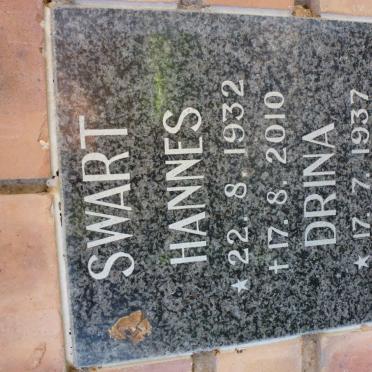 SWART
HANNES
☆ 22. 8. 1932
† 17. 8. 2010
DRINA
☆ 17. 7. 1937